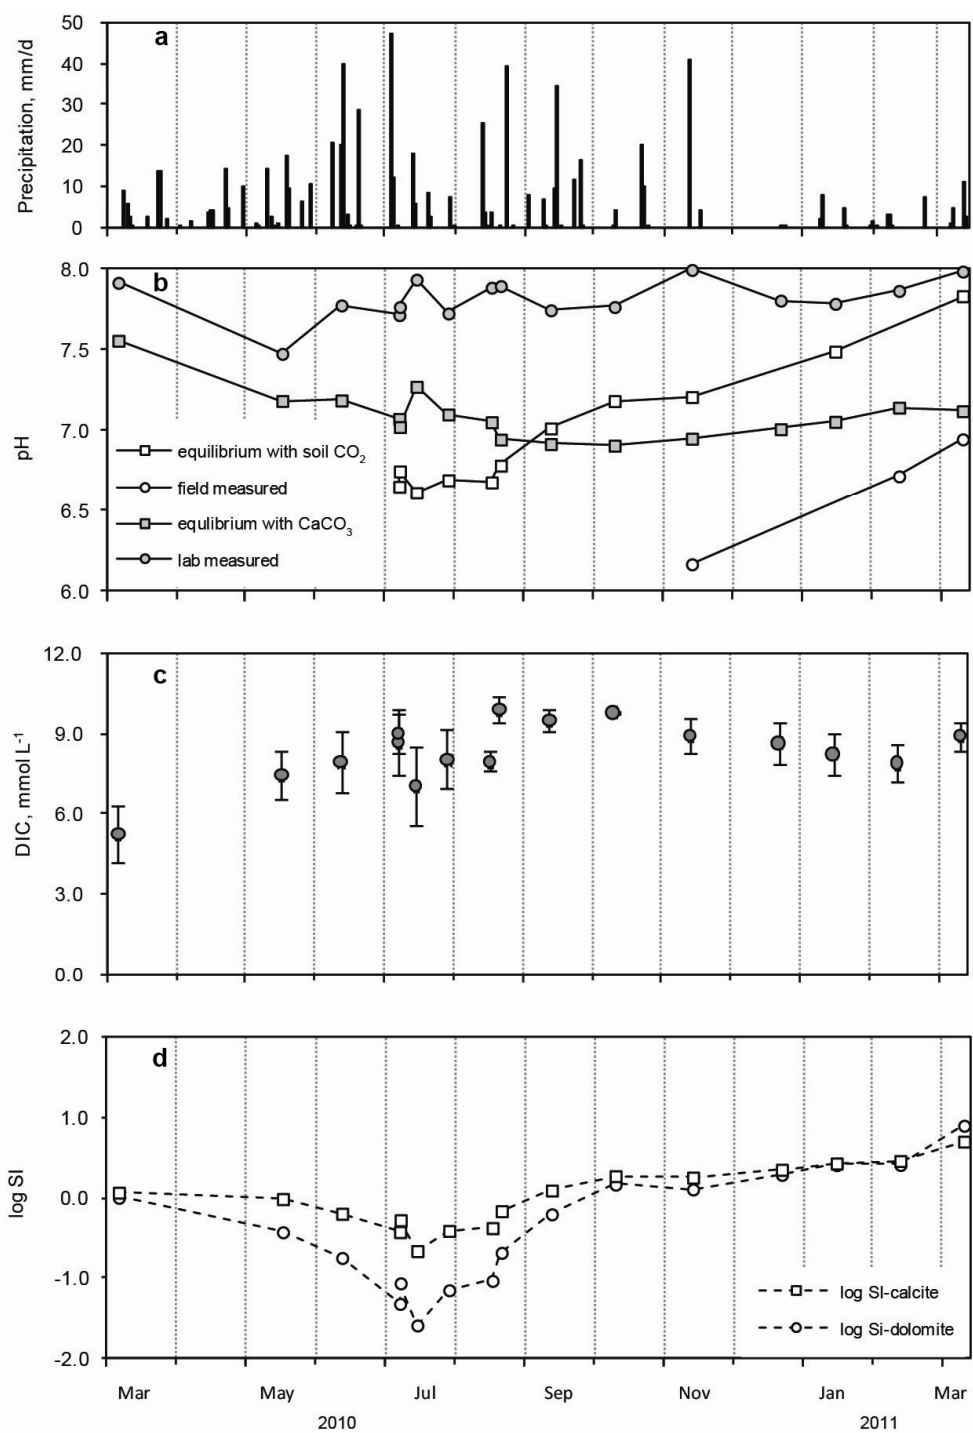 a
50
40
30
20
10
0
Precipitation, mm/d
b
8.0
7.5
7.0
6.5
6.0
pH
equilibrium with soil CO2
field measured
equlibrium with CaCO3
lab measured
c
12.0
9.0
6.0
3.0
0.0
DIC, mmol L-1
d
2.0
1.0
0.0
-1.0
-2.0
log SI
log SI-calcite
log Si-dolomite
Mar May Jul Sep Nov Jan Mar
2010 2011